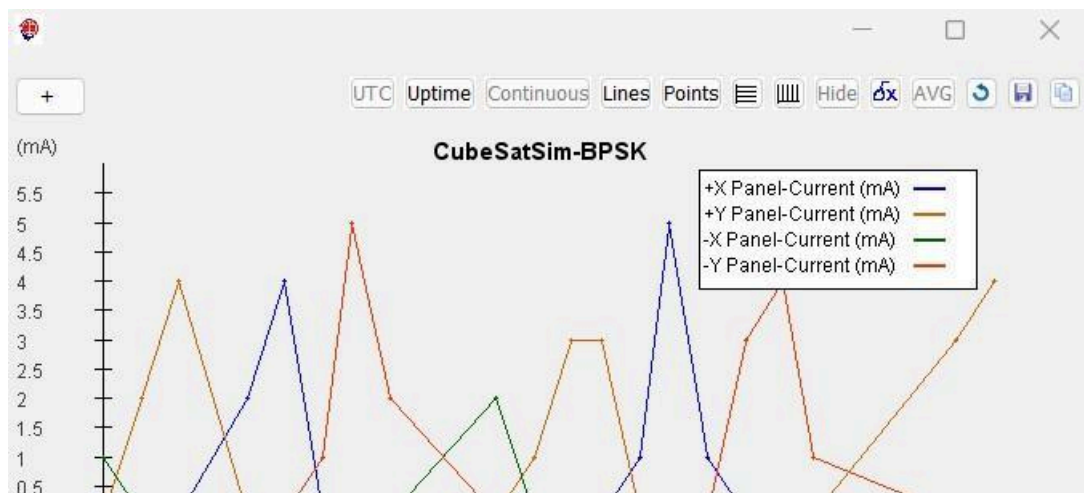 +
UTC Uptime Continuous Lines Points Hide δx AVG
(mA)
CubeSatSim-BPSK
+X Panel-Current (mA)
+Y Panel-Current (mA)
-X Panel-Current (mA)
-Y Panel-Current (mA)
5.5
5
4.5
4
3.5
3
2.5
2
1.5
1
0.5